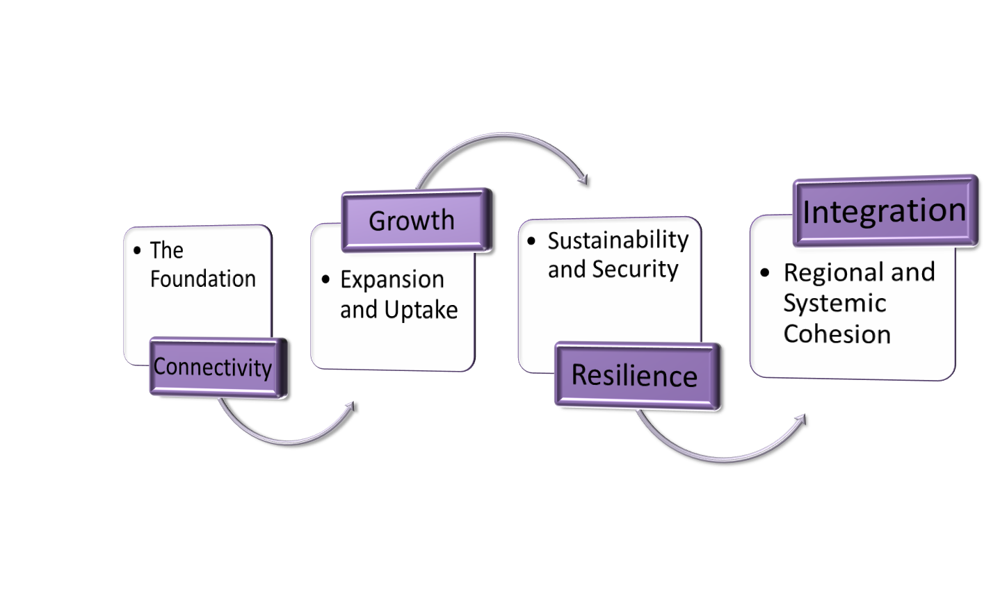 • The
Foundation
Connectivity
Growth
• Expansion
and Uptake
• Sustainability
and Security
Resilience
Integration
• Regional and
Systemic
Cohesion